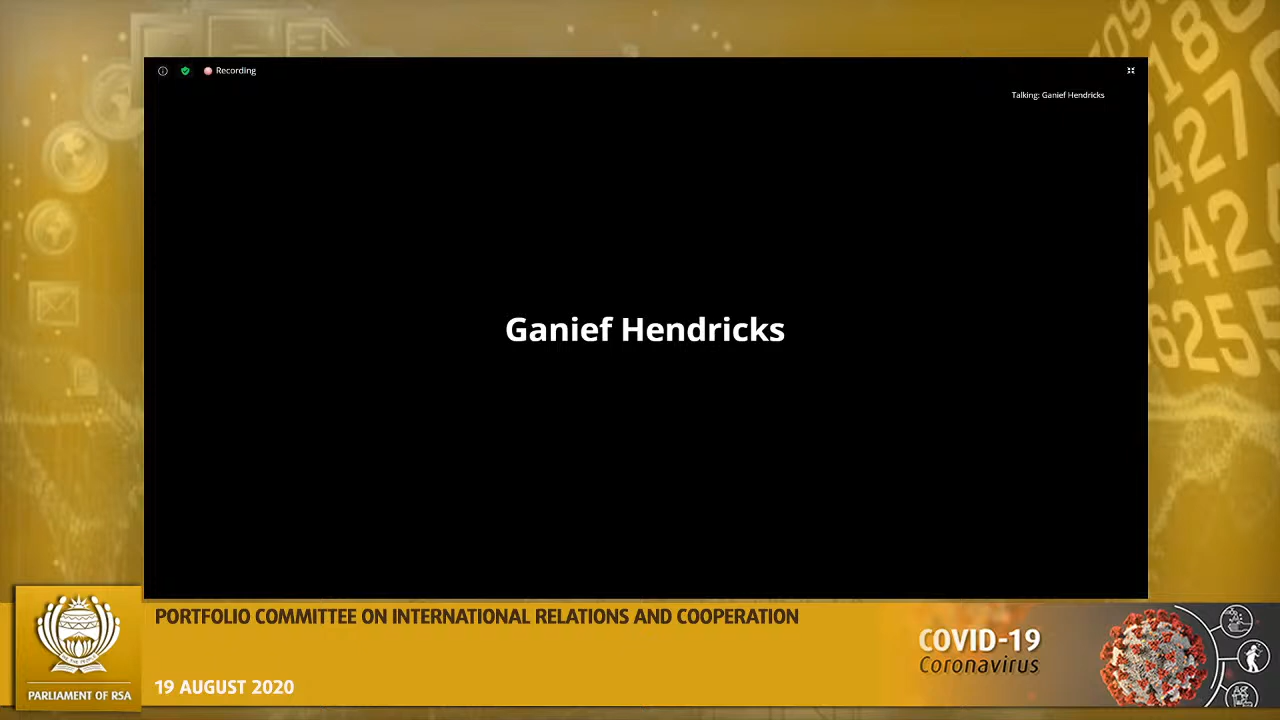 Recording
Talking: Ganief Hendricks
Ganief Hendricks
PORTFOLIO COMMITTEE ON INTERNATIONAL RELATIONS AND COOPERATION
COVID-19
Coronavirus
19 AUGUST 2020
PARLIAMENT OF RSA